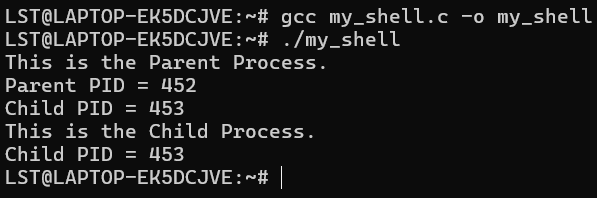 LST@LAPTOP-EK5DCJVE:~# gcc my_shell.c -o my_shell
LST@LAPTOP-EK5DCJVE:~# ./my_shell
This is the Parent Process.
Parent PID = 452
Child PID = 453
This is the Child Process.
Child PID = 453
LST@LAPTOP-EK5DCJVE:~#